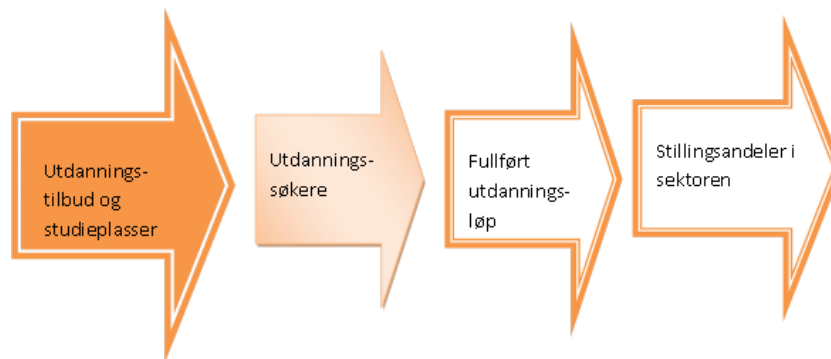 Utdannings-
tilbud og
studieplasser
Utdannings-
søkere
Fullført
utdannings-
løp
Stillingsandeler i
sektoren